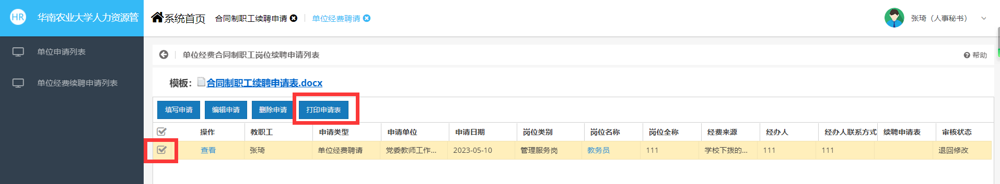 HR 华南农业大学人力资源管
系统首页 合同制职工续聘申请 单位经费聘请
张琦（人事秘书）
单位申请列表
单位经费续聘申请列表
单位经费合同制职工岗位续聘申请列表
帮助
模板：合同制职工续聘申请表.docx
填写申请 编辑申请 删除申请 打印申请表
操作 教职工 申请类型 申请单位 申请日期 岗位类别 岗位名称 岗位全称 经费来源 经办人 经办人联系方式 续聘申请表 审核状态
查看 张琦 单位经费聘请 党委教师工作... 2023-05-10 管理服务岗 教务员 111 学校下拨的... 111 111 退回修改